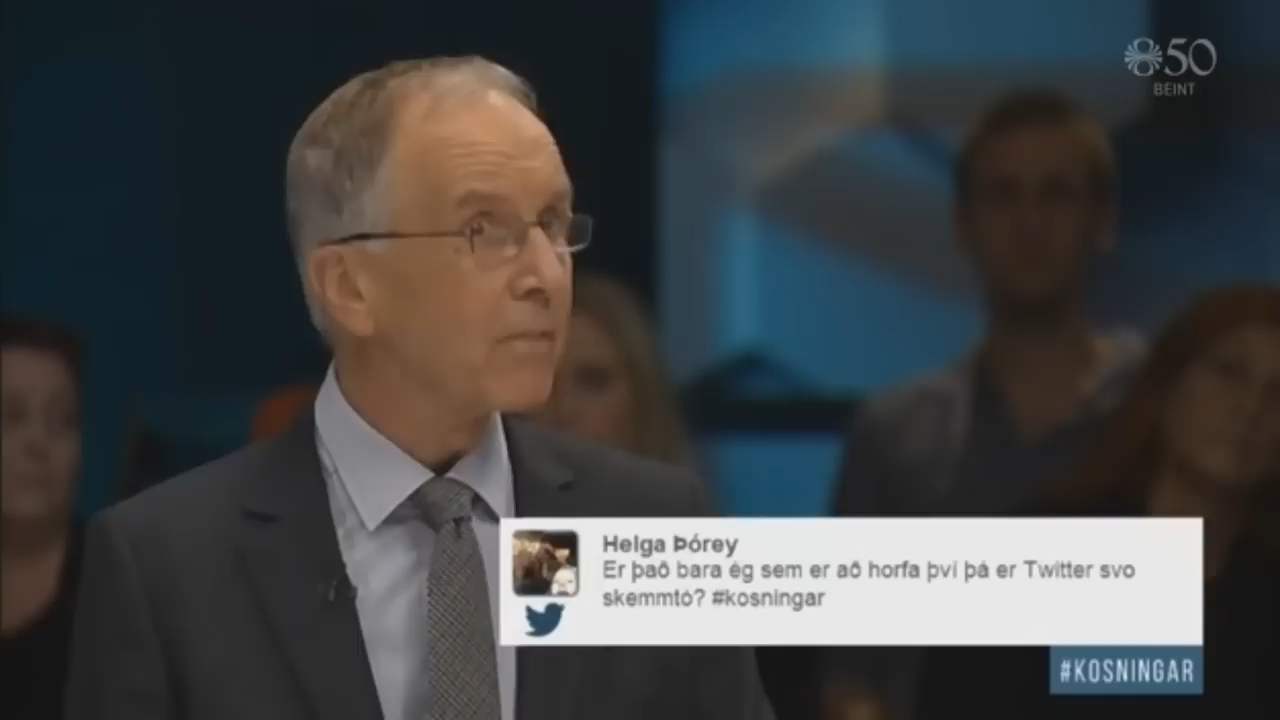 50
BEINT
Helga Þórey
Er það bara ég sem er að horfa því þá er Twitter svo
skemmtó? #kosningar
#KOSNINGAR